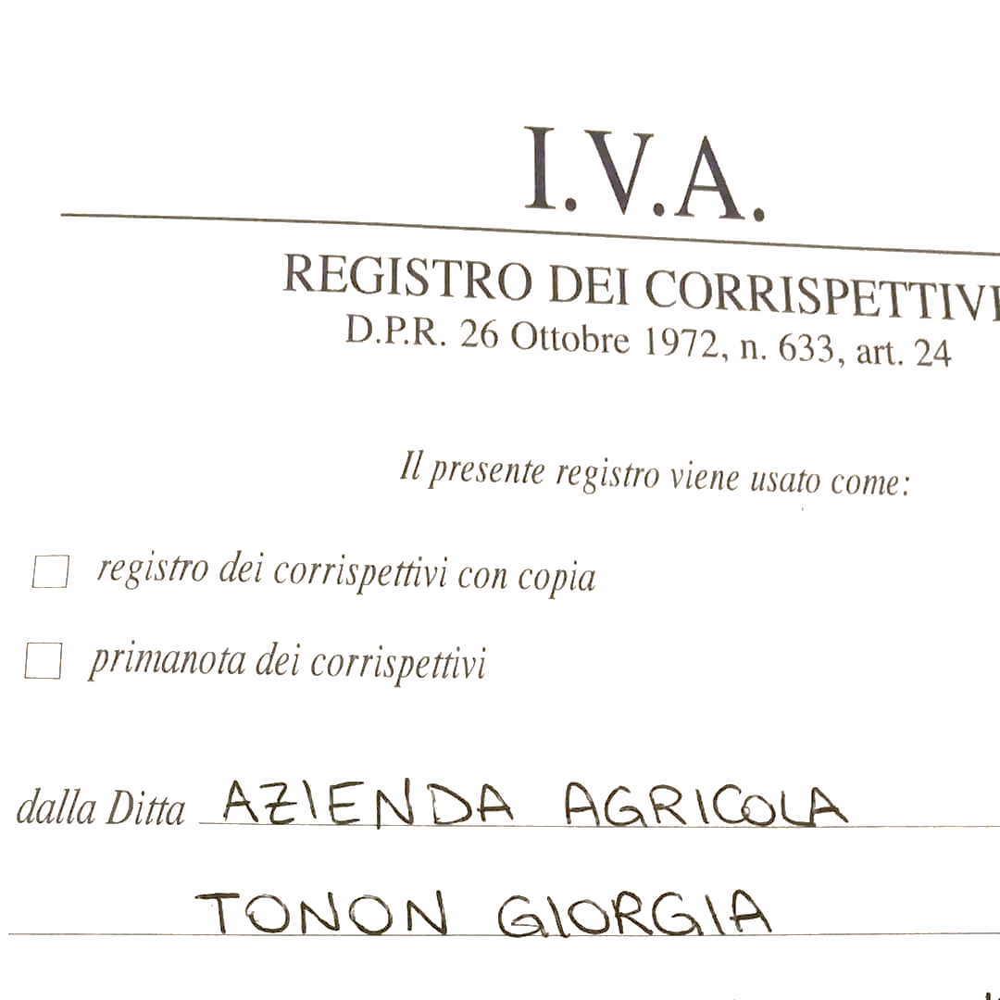 I.V.A.
REGISTRO DEI CORRISPETTIVI
D.P.R. 26 Ottobre 1972, n. 633, art. 24
Il presente registro viene usato come:
registro dei corrispettivi con copia
primanota dei corrispettivi
dalla Ditta AZIENDA AGRICOLA
TONON GIORGIA